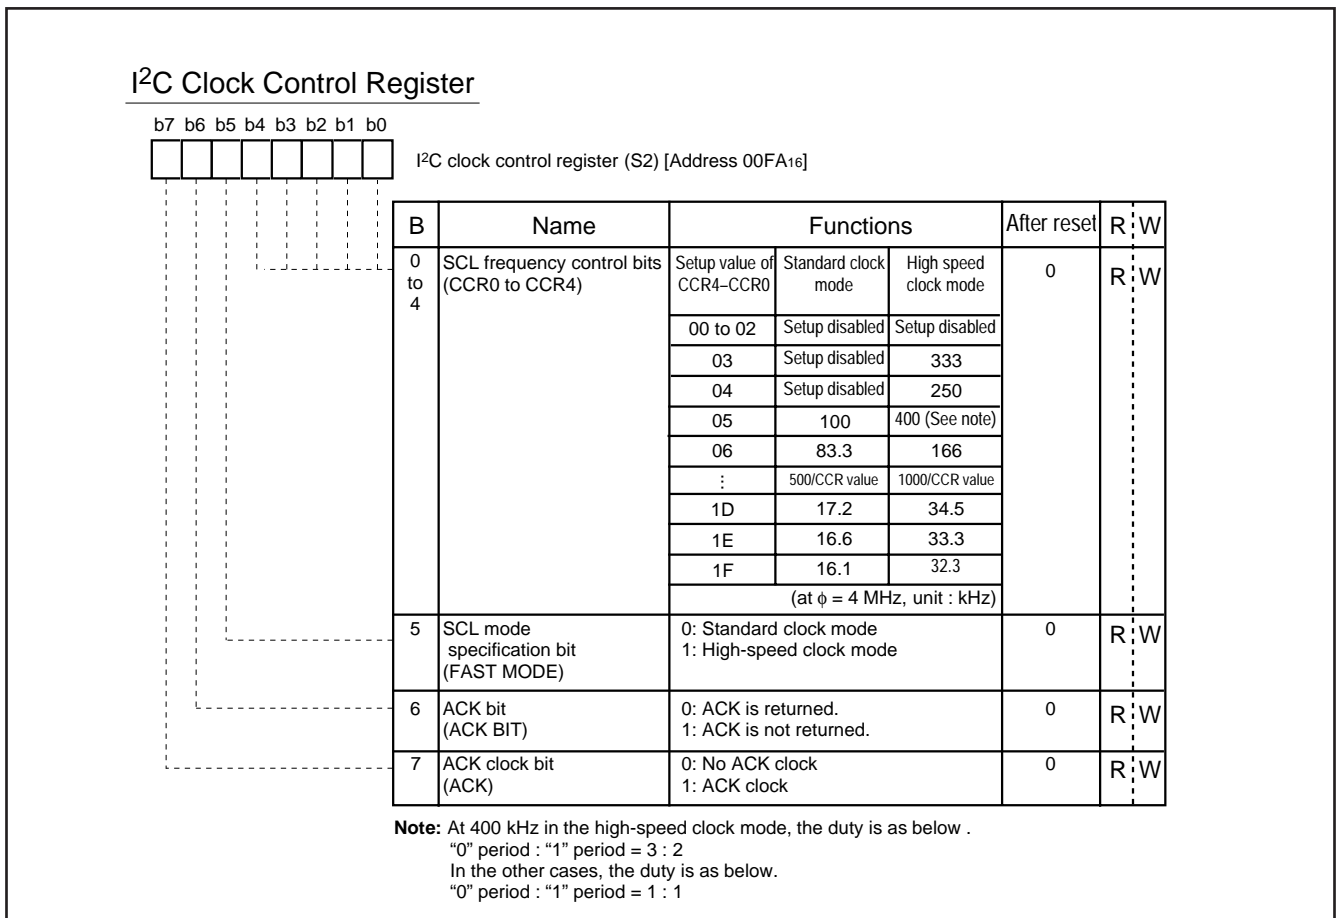 I²C Clock Control Register
b7 b6 b5 b4 b3 b2 b1 b0
I²C clock control register (S2) [Address 00FA16]
B Name Functions After reset R W
0 to 4 SCL frequency control bits (CCR0 to CCR4) 0 R W
Setup value of CCR4–CCR0 Standard clock mode High speed clock mode
00 to 02 Setup disabled Setup disabled
03 Setup disabled 333
04 Setup disabled 250
05 100 400 (See note)
06 83.3 166
⋮ 500/CCR value 1000/CCR value
1D 17.2 34.5
1E 16.6 33.3
1F 16.1 32.3
(at ϕ = 4 MHz, unit : kHz)
5 SCL mode 0: Standard clock mode 0 R W
specification bit 1: High-speed clock mode
(FAST MODE)
6 ACK bit 0: ACK is returned. 0 R W
(ACK BIT) 1: ACK is not returned.
7 ACK clock bit 0: No ACK clock 0 R W
(ACK) 1: ACK clock
Note: At 400 kHz in the high-speed clock mode, the duty is as below .
“0” period : “1” period = 3 : 2
In the other cases, the duty is as below.
“0” period : “1” period = 1 : 1